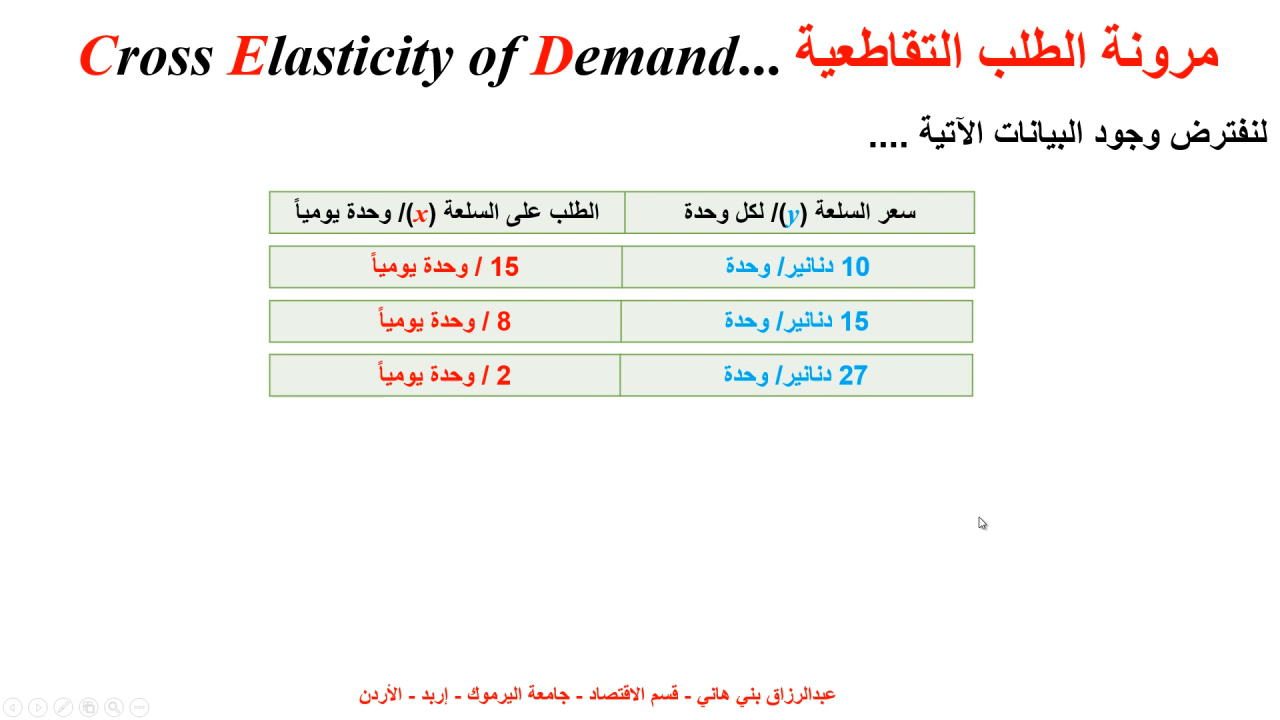 مرونة الطلب التقاطعية ...Cross Elasticity of Demand
لنفترض وجود البيانات الآتية ....
سعر السلعة (y)/ لكل وحدة الطلب على السلعة (x)/ وحدة يومياً
10 دنانير/ وحدة 15 / وحدة يومياً
15 دنانير/ وحدة 8 / وحدة يومياً
27 دنانير/ وحدة 2 / وحدة يومياً
عبدالرزاق بني هاني - قسم الاقتصاد - جامعة اليرموك - إربد - الأردن